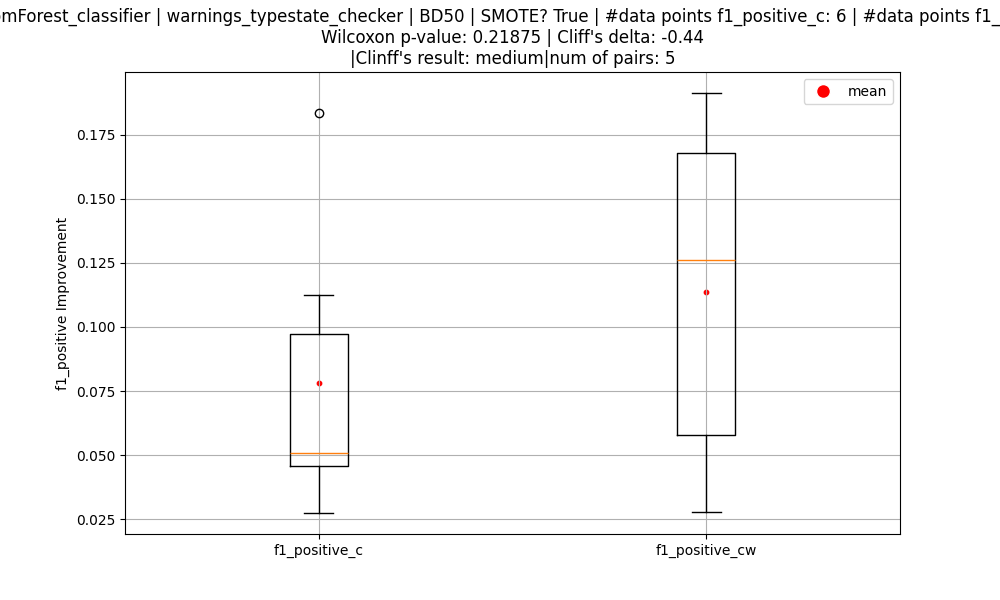 omForest_classifier | warnings_typestate_checker | BD50 | SMOTE? True | #data points f1_positive_c: 6 | #data points f1_
Wilcoxon p-value: 0.21875 | Cliff's delta: -0.44
|Clinff's result: medium|num of pairs: 5
mean
0.175
0.150
0.125
0.100
0.075
0.050
0.025
f1_positive Improvement
f1_positive_c f1_positive_cw